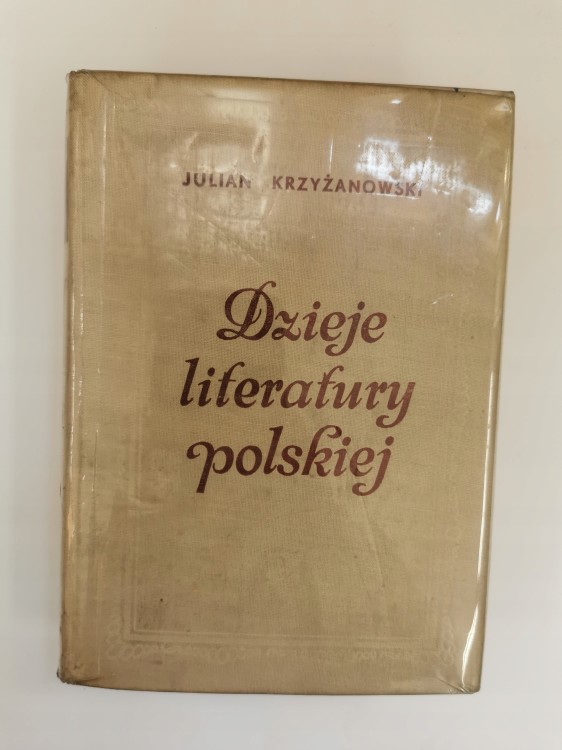 JULIAN KRZYŻANOWSKI
Dzieje
literatury
polskiej